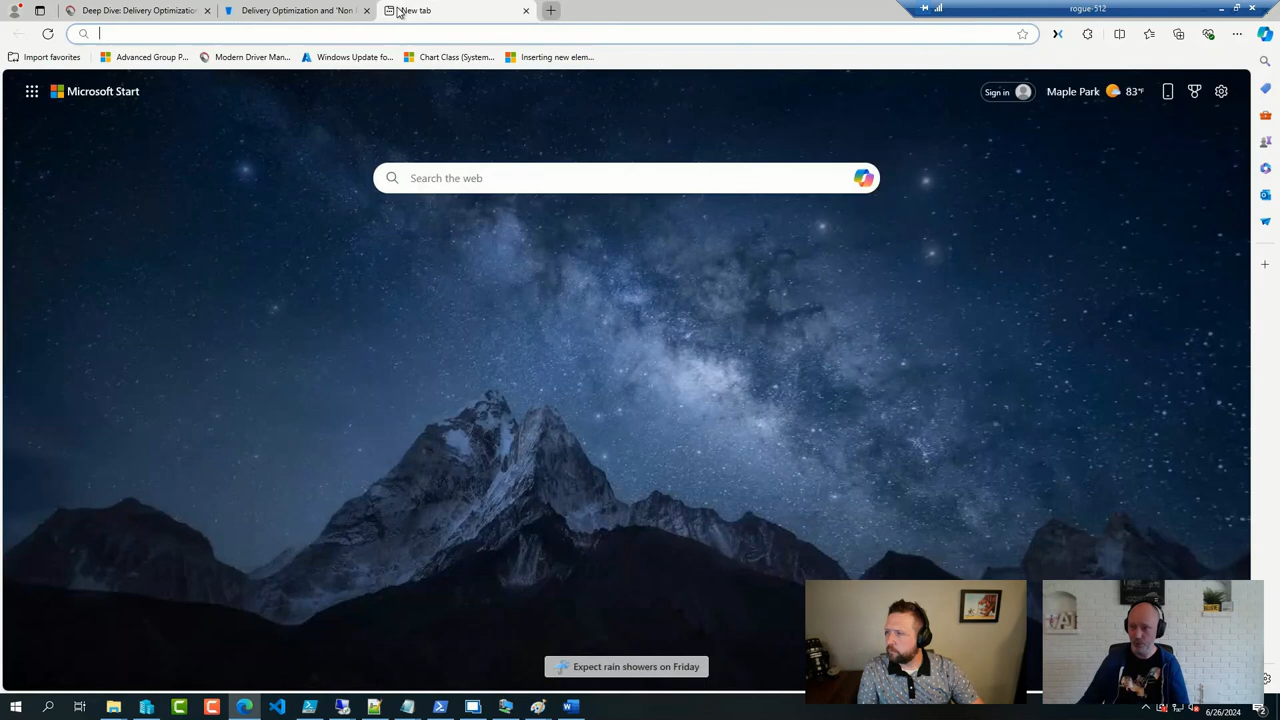 Deep Dive: Delivery Optimization
Delivery Optimization and 'Non
New tab
rogue-512
Import favorites
Advanced Group P...
Modern Driver Man...
Windows Update fo...
Chart Class (System...
Inserting new elem...
Microsoft Start
Sign in
Maple Park
83°F
Search the web
Expect rain showers on Friday
6/26/2024
2